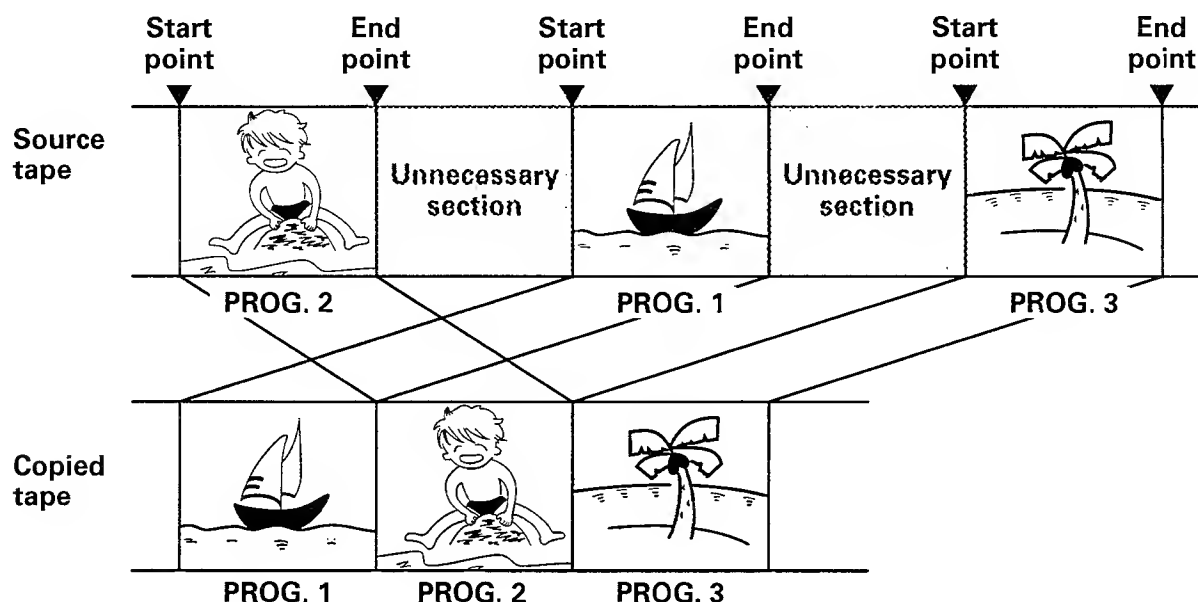 Start point
End point
Start point
End point
Start point
End point
Source tape
Unnecessary section
Unnecessary section
PROG. 2
PROG. 1
PROG. 3
Copied tape
PROG. 1
PROG. 2
PROG. 3